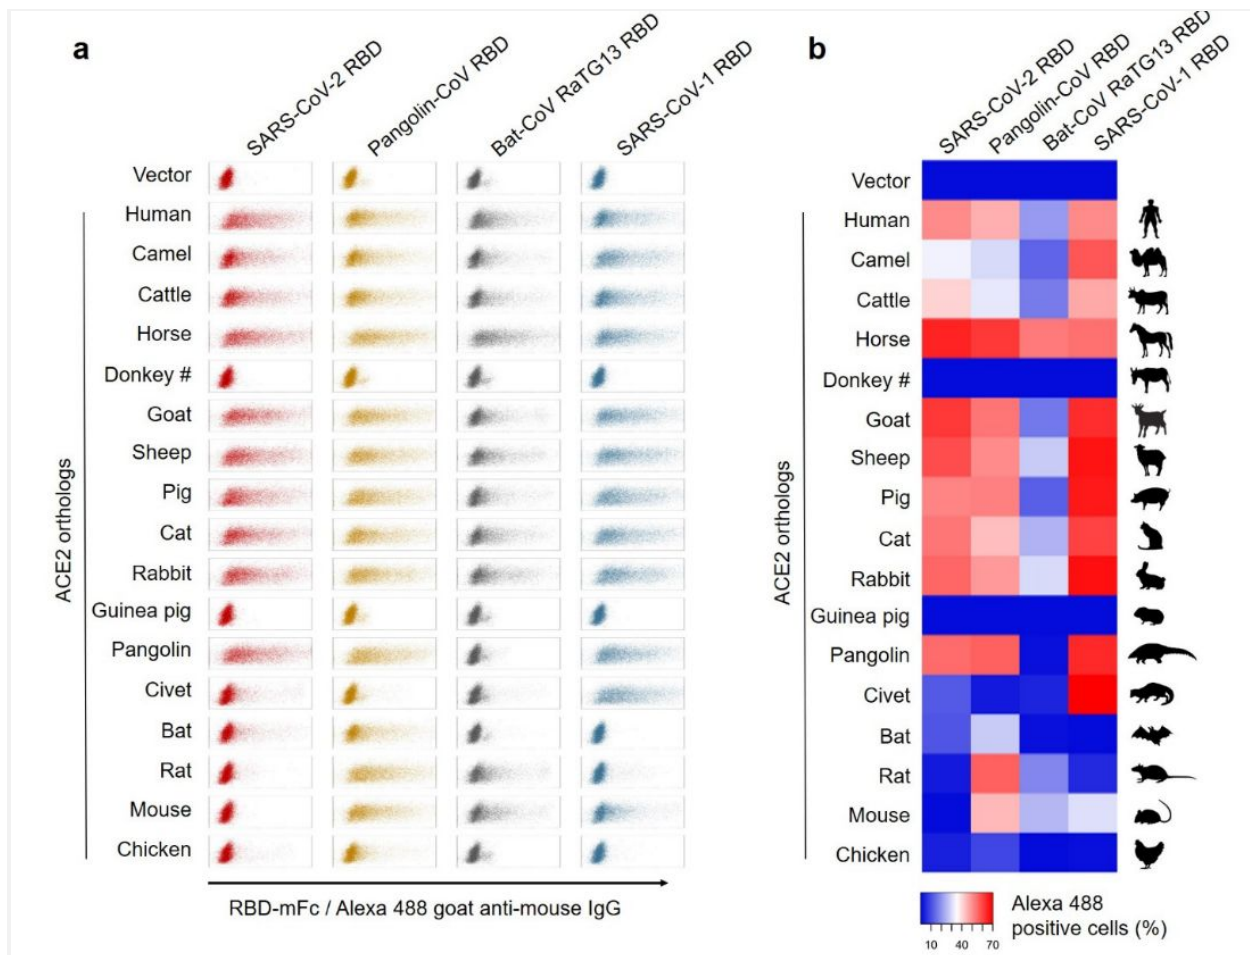 a
SARS-CoV-2 RBD
Pangolin-CoV RBD
Bat-CoV RaTG13 RBD
SARS-CoV-1 RBD
Vector
Human
Camel
Cattle
Horse
Donkey #
Goat
Sheep
Pig
Cat
Rabbit
Guinea pig
Pangolin
Civet
Bat
Rat
Mouse
Chicken
ACE2 orthologs
RBD-mFc / Alexa 488 goat anti-mouse IgG
b
SARS-CoV-2 RBD
Pangolin-CoV RBD
Bat-CoV RaTG13 RBD
SARS-CoV-1 RBD
Vector
Human
Camel
Cattle
Horse
Donkey #
Goat
Sheep
Pig
Cat
Rabbit
Guinea pig
Pangolin
Civet
Bat
Rat
Mouse
Chicken
ACE2 orthologs
10 40 70
Alexa 488
positive cells (%)